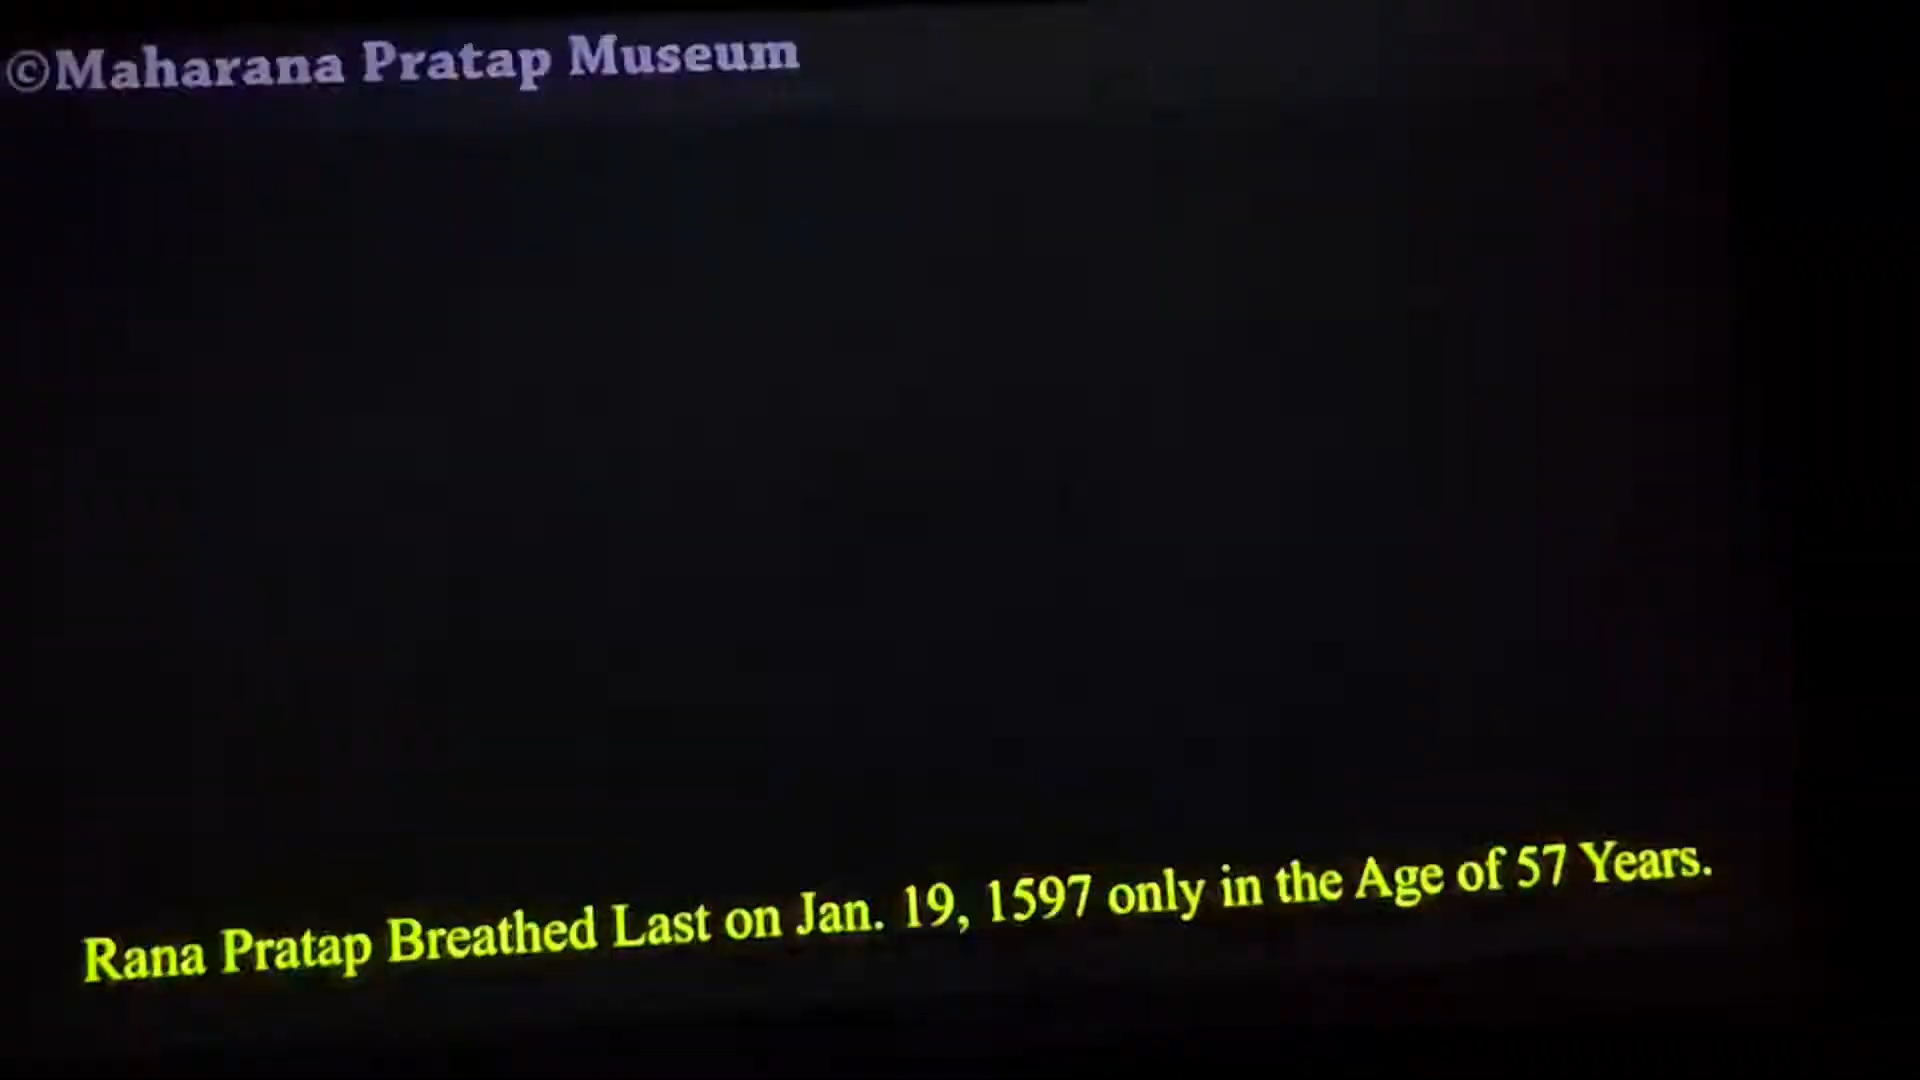 ©Maharana Pratap Museum
Rana Pratap Breathed Last on Jan. 19, 1597 only in the Age of 57 Years.